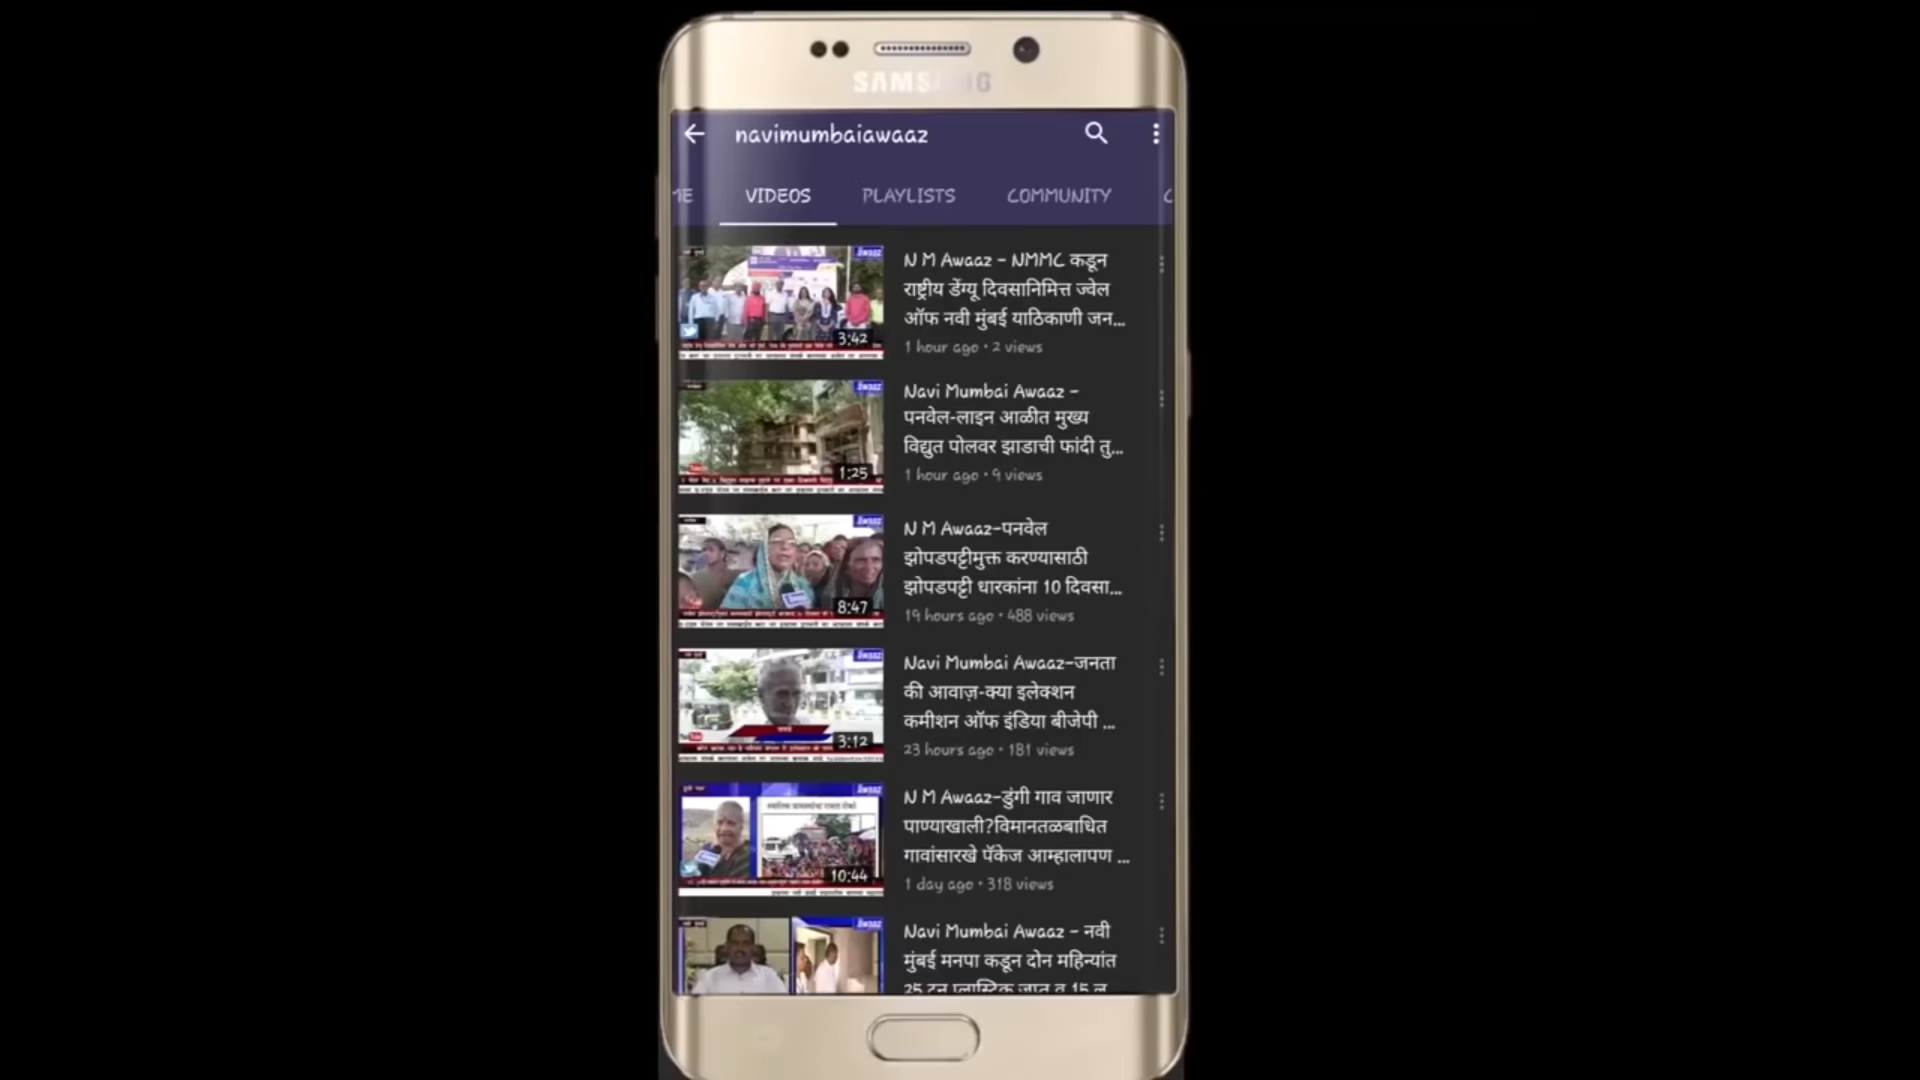 SAMSUNG
navimumbaiawaaz
VIDEOS PLAYLISTS COMMUNITY
N M Awaaz - NMMC कडून
राष्ट्रीय डेंग्यू दिवसानिमित्त ज्वेल
ऑफ नवी मुंबई याठिकाणी जन...
1 hour ago • 2 views
3:42
Navi Mumbai Awaaz -
पनवेल-लाइन आळीत मुख्य
विद्युत पोलवर झाडाची फांदी तु...
1 hour ago • 9 views
1:25
N M Awaaz-पनवेल
झोपडपट्टीमुक्त करण्यासाठी
झोपडपट्टी धारकांना 10 दिवसा...
19 hours ago • 488 views
8:47
Navi Mumbai Awaaz-जनता
की आवाज़-क्या इलेक्शन
कमीशन ऑफ इंडिया बीजेपी ...
23 hours ago • 181 views
3:12
N M Awaaz-डुंगी गाव जाणार
पाण्याखाली?विमानतळबाधित
गावांसारखे पॅकेज आम्हालापण ...
1 day ago • 318 views
10:44
Navi Mumbai Awaaz - नवी
मुंबई मनपा कडून दोन महिन्यांत
25 टन प्लास्टिक जप्त व 15 ल